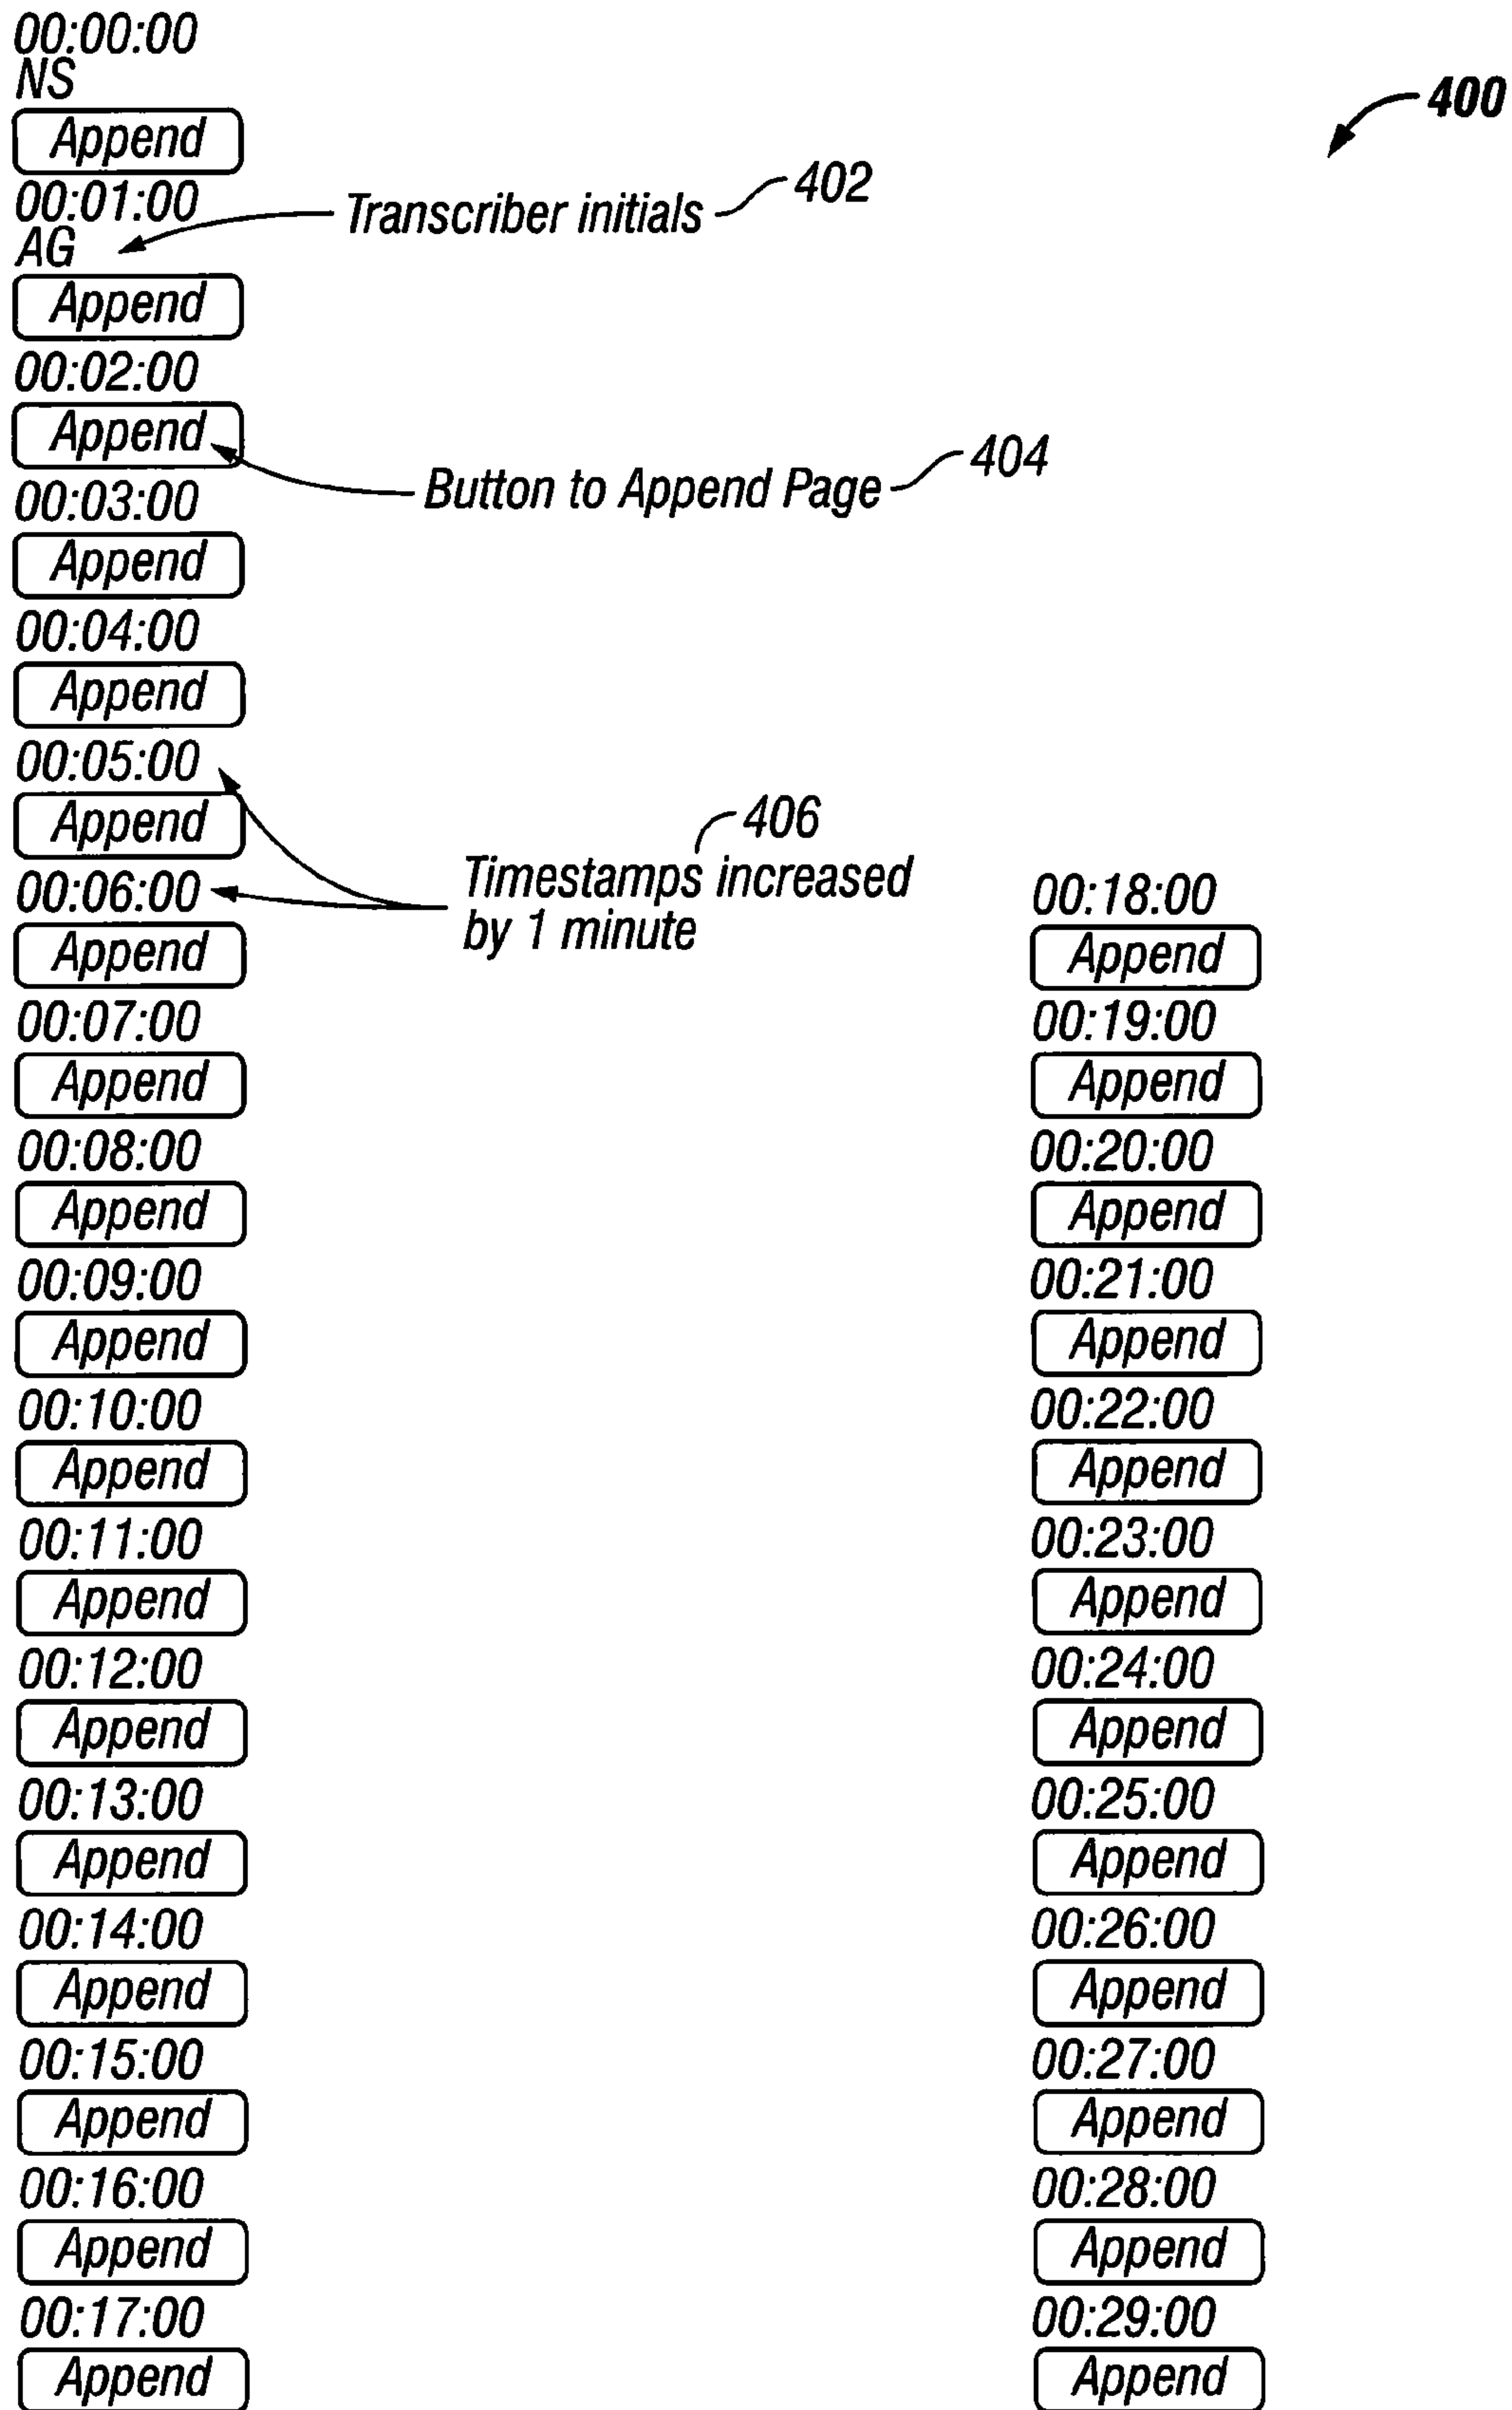 00:00:00
NS
Append
400
00:01:00
Transcriber initials
402
AG
Append
00:02:00
Append
404
Button to Append Page
00:03:00
Append
00:04:00
Append
00:05:00
Append
406
Timestamps increased
by 1 minute
00:06:00
Append
00:07:00
Append
00:08:00
Append
00:09:00
Append
00:10:00
Append
00:11:00
Append
00:12:00
Append
00:13:00
Append
00:14:00
Append
00:15:00
Append
00:16:00
Append
00:17:00
Append
00:18:00
Append
00:19:00
Append
00:20:00
Append
00:21:00
Append
00:22:00
Append
00:23:00
Append
00:24:00
Append
00:25:00
Append
00:26:00
Append
00:27:00
Append
00:28:00
Append
00:29:00
Append